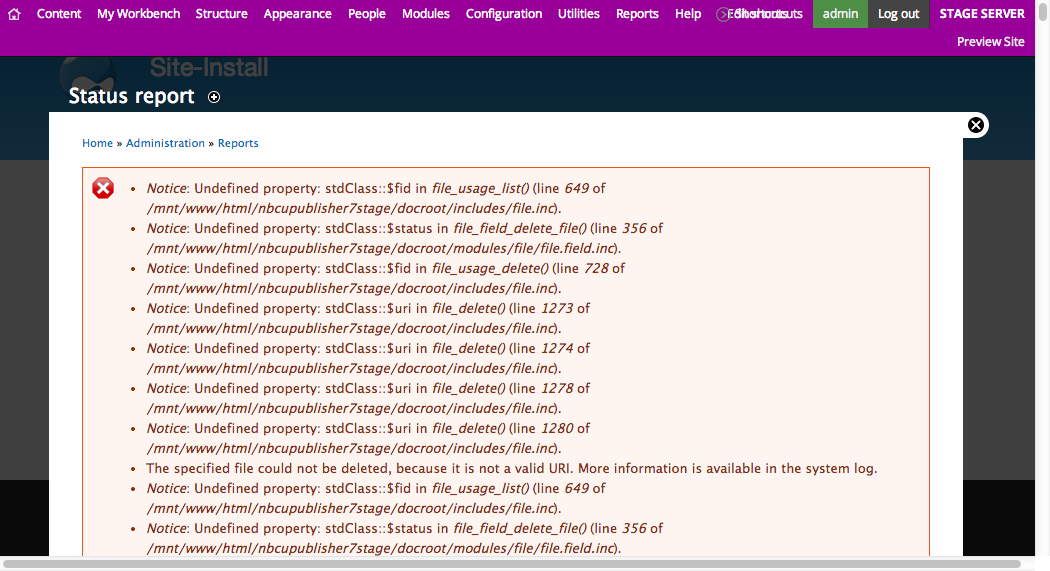 Content My Workbench Structure Appearance People Modules Configuration Utilities Reports Help Edit shortcuts admin Log out STAGE SERVER
Preview Site
Site-Install
Status report
Home » Administration » Reports
• Notice: Undefined property: stdClass::$fid in file_usage_list() (line 649 of
/mnt/www/html/nbcupublisher7stage/docroot/includes/file.inc).
• Notice: Undefined property: stdClass::$status in file_field_delete_file() (line 356 of
/mnt/www/html/nbcupublisher7stage/docroot/modules/file/file.field.inc).
• Notice: Undefined property: stdClass::$fid in file_usage_delete() (line 728 of
/mnt/www/html/nbcupublisher7stage/docroot/includes/file.inc).
• Notice: Undefined property: stdClass::$uri in file_delete() (line 1273 of
/mnt/www/html/nbcupublisher7stage/docroot/includes/file.inc).
• Notice: Undefined property: stdClass::$uri in file_delete() (line 1274 of
/mnt/www/html/nbcupublisher7stage/docroot/includes/file.inc).
• Notice: Undefined property: stdClass::$uri in file_delete() (line 1278 of
/mnt/www/html/nbcupublisher7stage/docroot/includes/file.inc).
• Notice: Undefined property: stdClass::$uri in file_delete() (line 1280 of
/mnt/www/html/nbcupublisher7stage/docroot/includes/file.inc).
• The specified file could not be deleted, because it is not a valid URI. More information is available in the system log.
• Notice: Undefined property: stdClass::$fid in file_usage_list() (line 649 of
/mnt/www/html/nbcupublisher7stage/docroot/includes/file.inc).
• Notice: Undefined property: stdClass::$status in file_field_delete_file() (line 356 of
/mnt/www/html/nbcupublisher7stage/docroot/modules/file/file.field.inc).